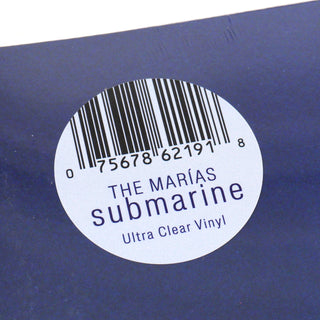 0 75678 62191 8
THE MARÍAS
submarine
Ultra Clear Vinyl